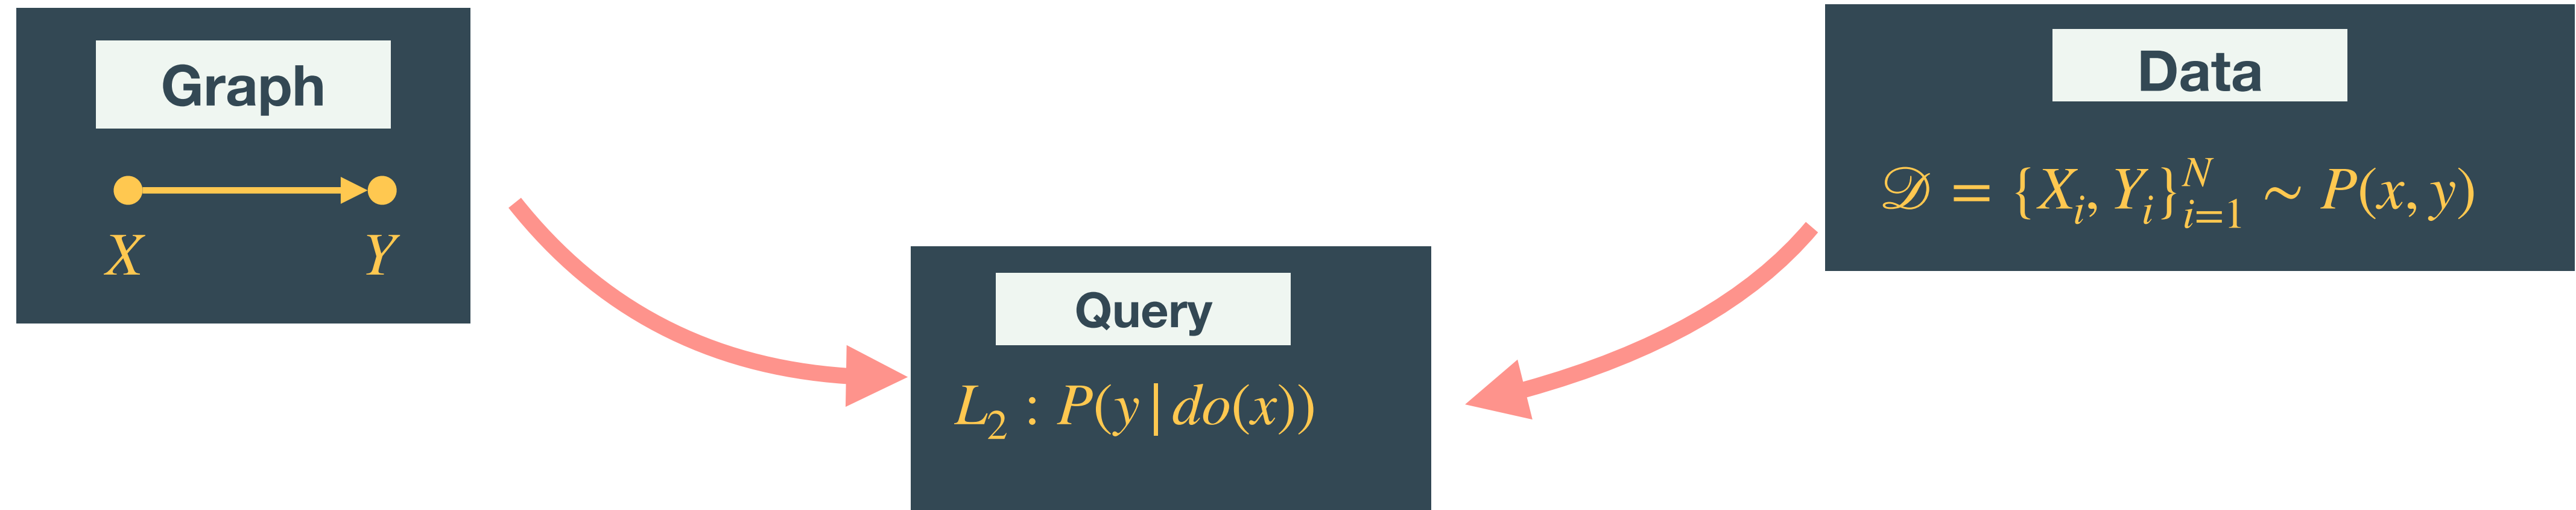 Graph
X Y
Query
L₂ : P(y | do(x))
Data
𝒟 = {Xᵢ, Yᵢ}ᵢ₌₁ᴺ ∼ P(x, y)